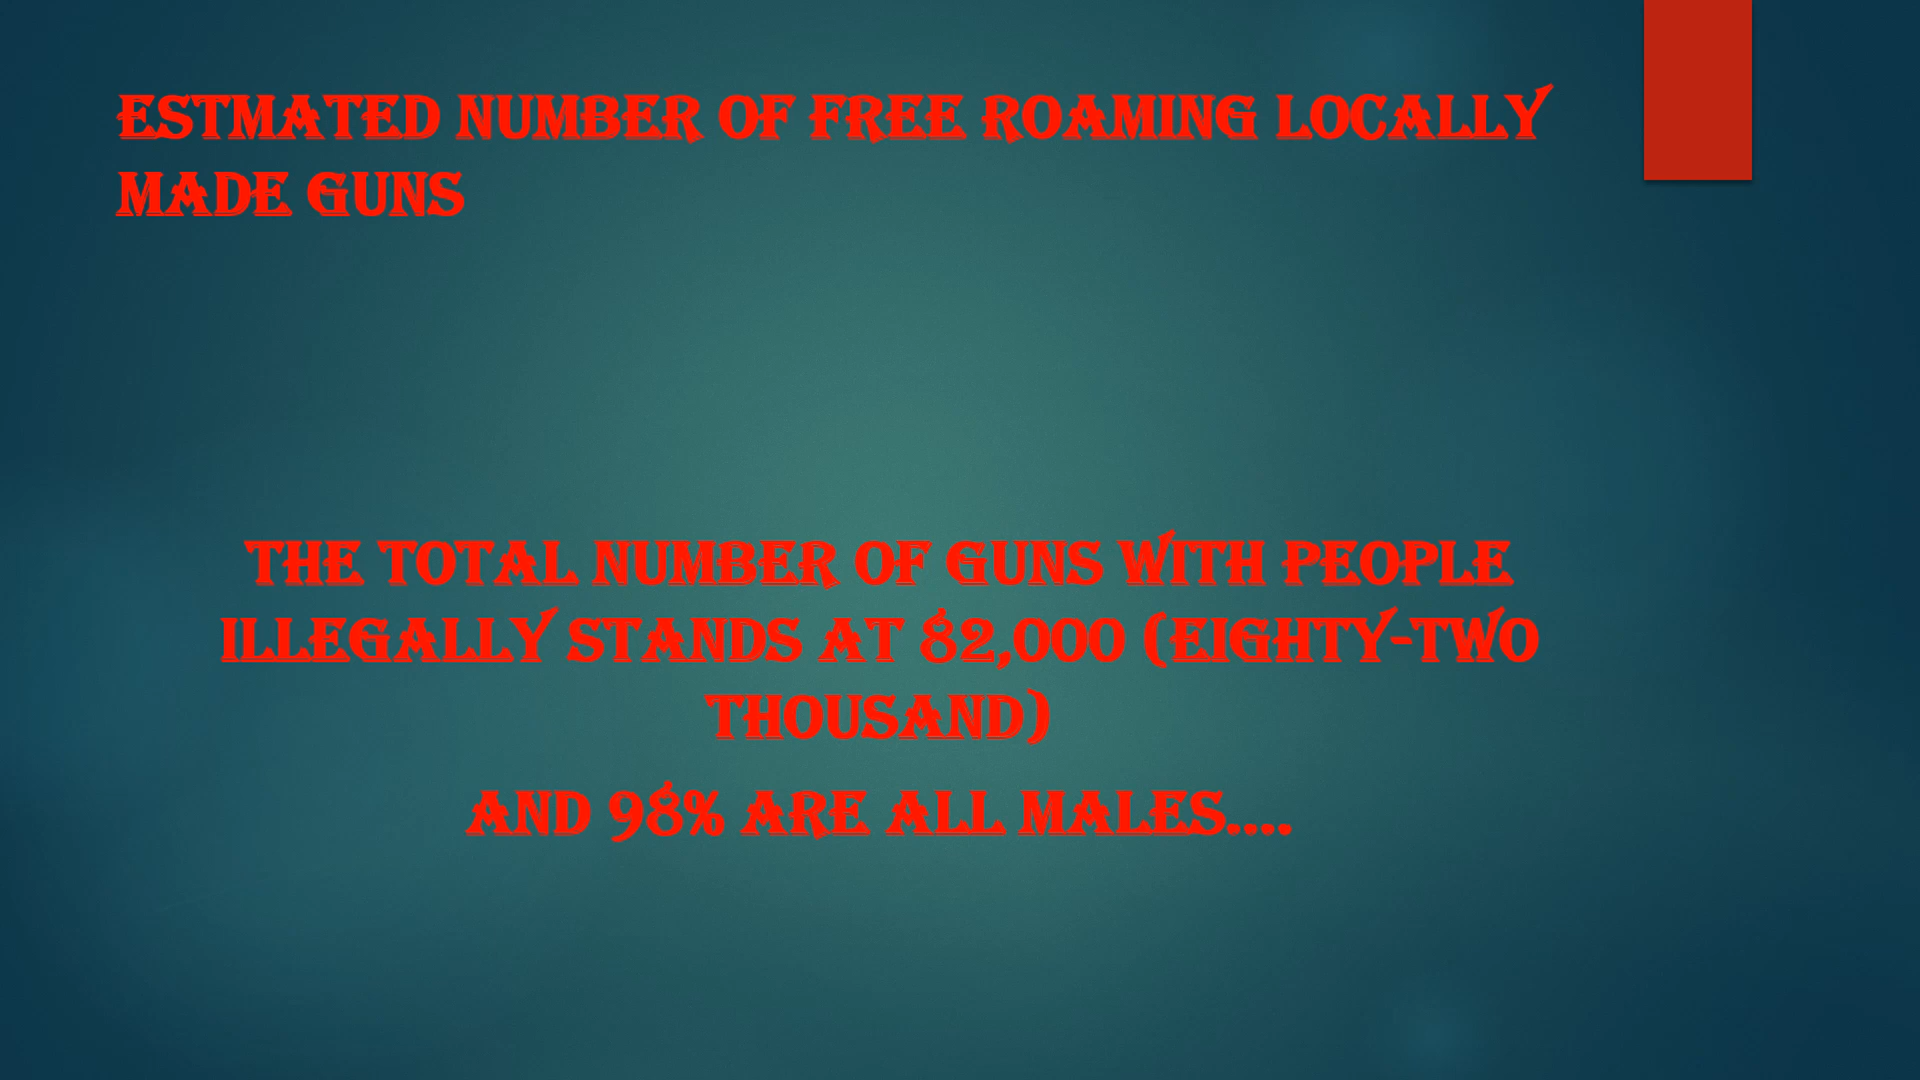 ESTMATED NUMBER OF FREE ROAMING LOCALLY
MADE GUNS
THE TOTAL NUMBER OF GUNS WITH PEOPLE
ILLEGALLY STANDS AT 82,000 (EIGHTY-TWO
THOUSAND)
AND 98% ARE ALL MALES....